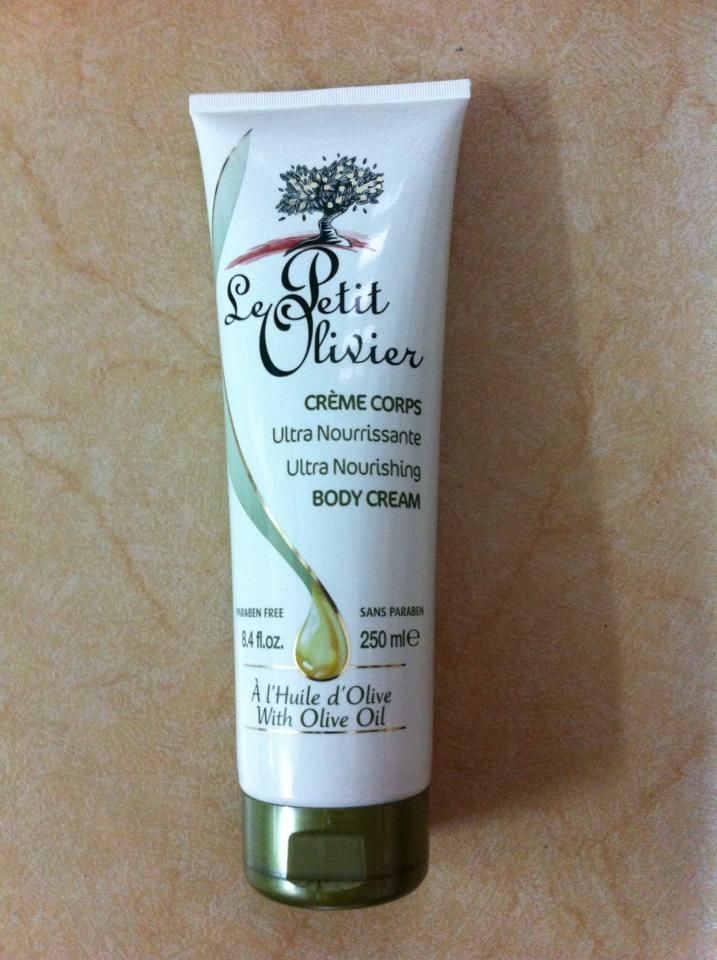 Le Petit
Olivier
CRÈME CORPS
Ultra Nourrissante
Ultra Nourishing
BODY CREAM
PARABEN FREE SANS PARABEN
8.4 fl.oz. 250 ml e
À l'Huile d'Olive
With Olive Oil